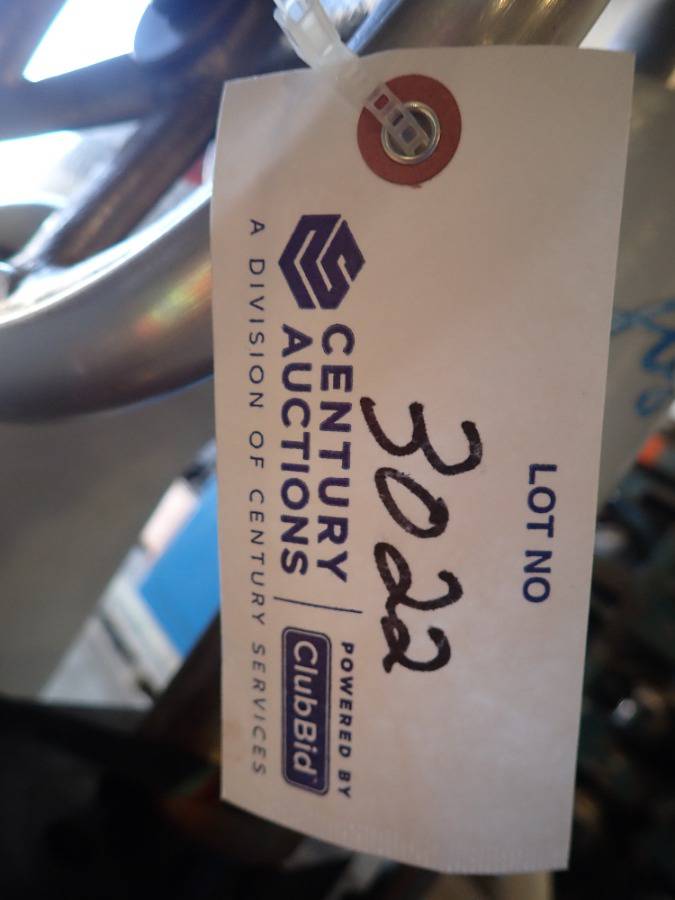 LOT NO
3022
CENTURY
AUCTIONS
POWERED BY
ClubBid
A DIVISION OF CENTURY SERVICES